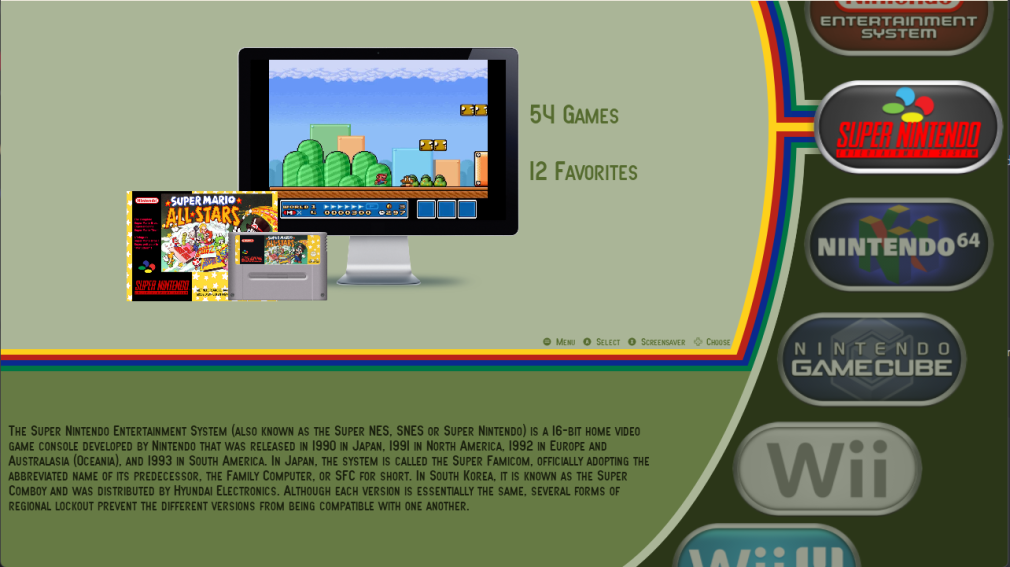 Nintendo
ENTERTAINMENT
SYSTEM
SUPER NINTENDO
ENTERTAINMENT SYSTEM
54 Games
12 Favorites
WORLD 1
0000300
297
Nintendo
SUPER MARIO
ALL-STARS
SUPER NINTENDO
NINTENDO 64
NINTENDO
GAMECUBE
Menu Select Screensaver Choose
The Super Nintendo Entertainment System (also known as the Super NES, SNES or Super Nintendo) is a 16-bit home video
game console developed by Nintendo that was released in 1990 in Japan, 1991 in North America, 1992 in Europe and
Australasia (Oceania), and 1993 in South America. In Japan, the system is called the Super Famicom, officially adopting the
abbreviated name of its predecessor, the Family Computer, or SFC for short. In South Korea, it is known as the Super
Comboy and was distributed by Hyundai Electronics. Although each version is essentially the same, several forms of
regional lockout prevent the different versions from being compatible with one another.
Wii
Wii U